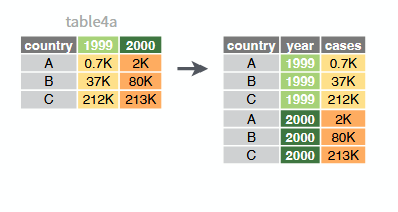 table4a
country 1999 2000
A 0.7K 2K
B 37K 80K
C 212K 213K
country year cases
A 1999 0.7K
B 1999 37K
C 1999 212K
A 2000 2K
B 2000 80K
C 2000 213K